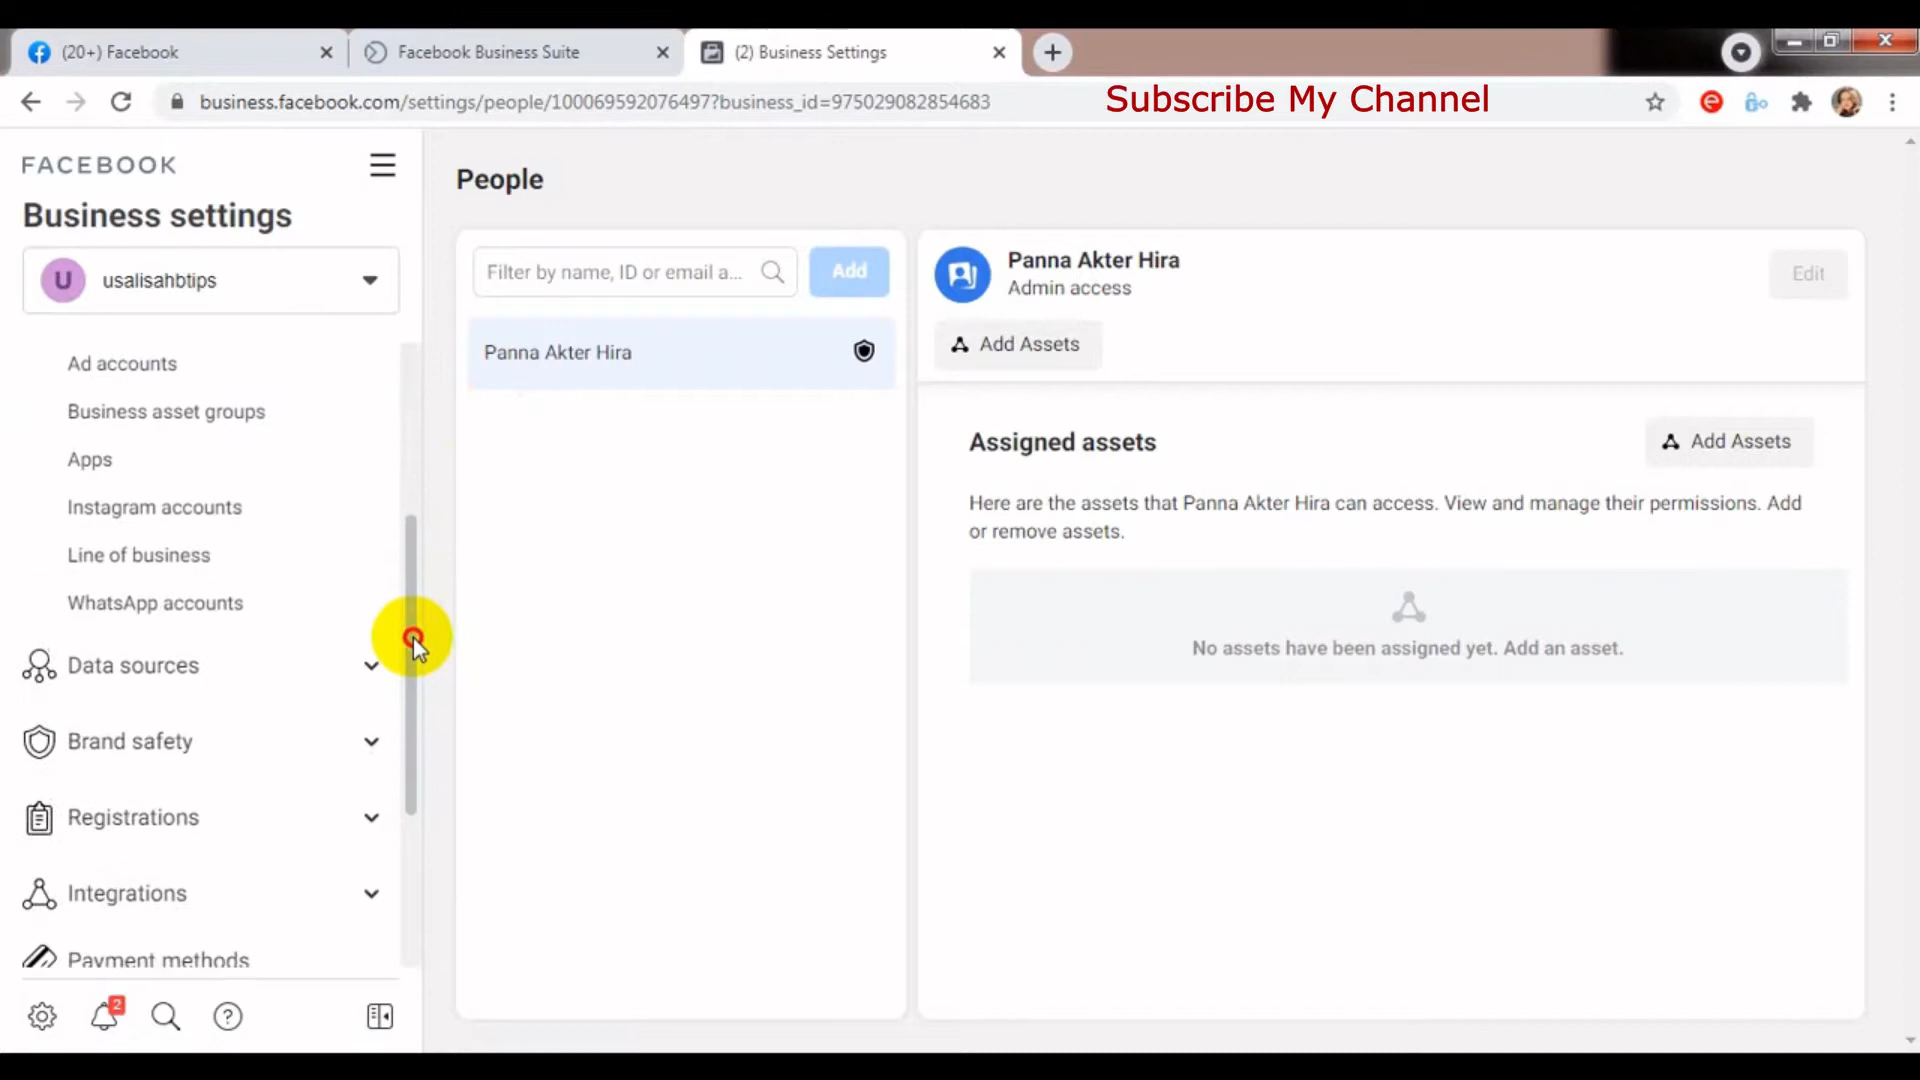 (20+) Facebook
Facebook Business Suite
(2) Business Settings
business.facebook.com/settings/people/100069592076497?business_id=975029082854683
Subscribe My Channel
FACEBOOK
Business settings
U
usalisahbtips
Ad accounts
Business asset groups
Apps
Instagram accounts
Line of business
WhatsApp accounts
Data sources
Brand safety
Registrations
Integrations
Payment methods
2
People
Filter by name, ID or email a...
Add
Panna Akter Hira
Panna Akter Hira
Admin access
Edit
Add Assets
Assigned assets
Add Assets
Here are the assets that Panna Akter Hira can access. View and manage their permissions. Add
or remove assets.
No assets have been assigned yet. Add an asset.